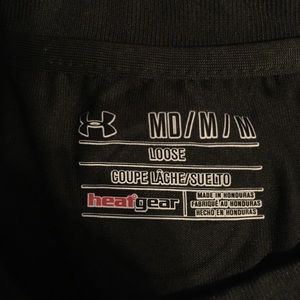 MD/M/M
LOOSE
COUPE LÂCHE/SUELTO
heatgear
MADE IN HONDURAS
FABRIQUÉ AU HONDURAS
HECHO EN HONDURAS